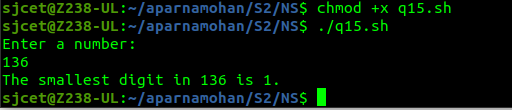 sjcet@Z238-UL:~/aparnamohan/S2/NS$ chmod +x q15.sh
sjcet@Z238-UL:~/aparnamohan/S2/NS$ ./q15.sh
Enter a number:
136
The smallest digit in 136 is 1.
sjcet@Z238-UL:~/aparnamohan/S2/NS$